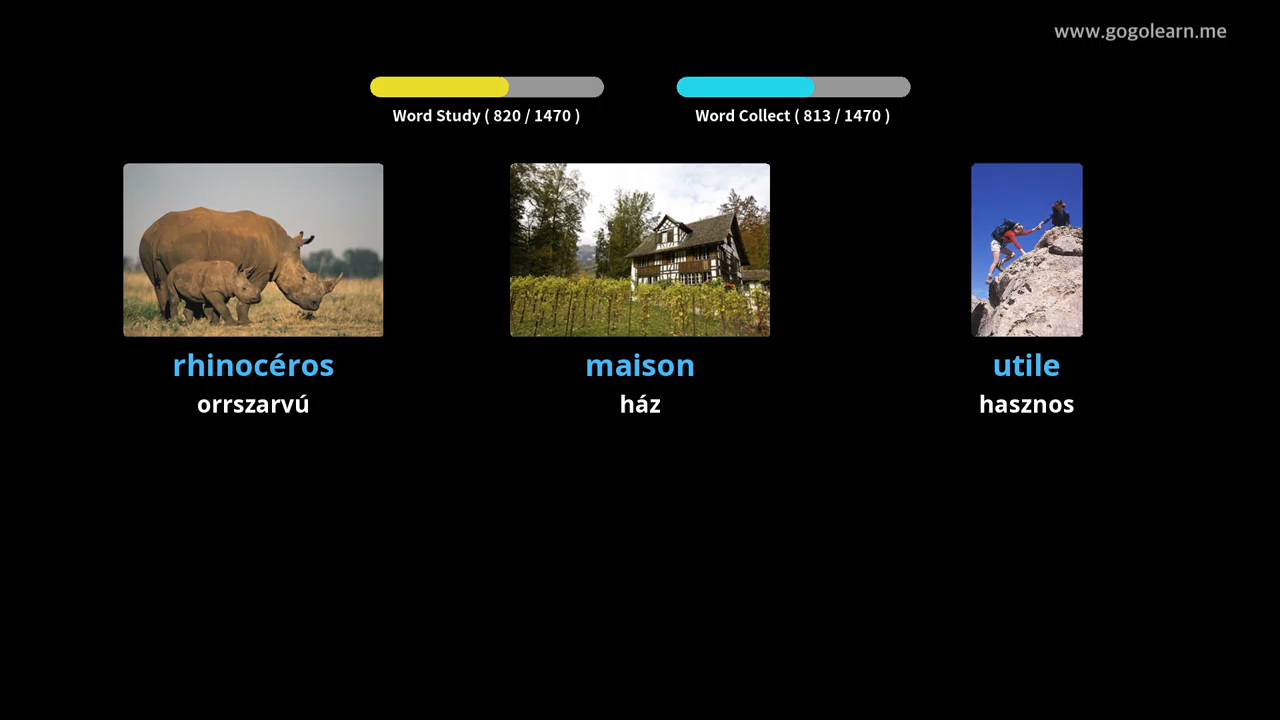 www.gogolearn.me
Word Study ( 820 / 1470 )
Word Collect ( 813 / 1470 )
rhinocéros
orrszarvú
maison
ház
utile
hasznos